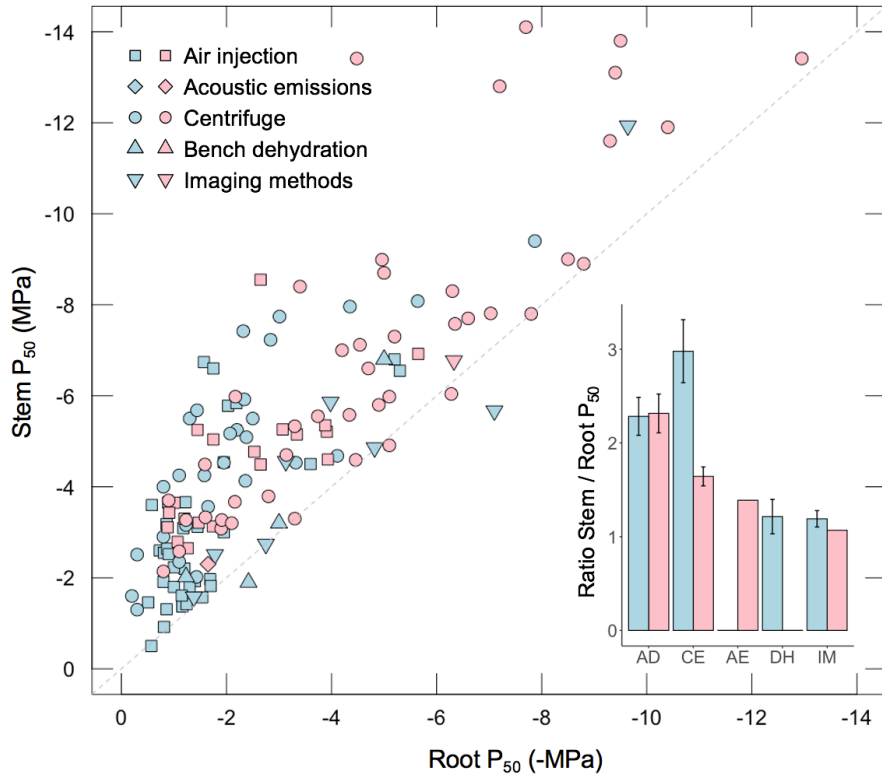 -14
-12
-10
-8
-6
-4
-2
0
Stem P50 (MPa)
Air injection
Acoustic emissions
Centrifuge
Bench dehydration
Imaging methods
0 -2 -4 -6 -8 -10 -12 -14
Root P50 (-MPa)
3
2
1
0
Ratio Stem / Root P50
AD CE AE DH IM